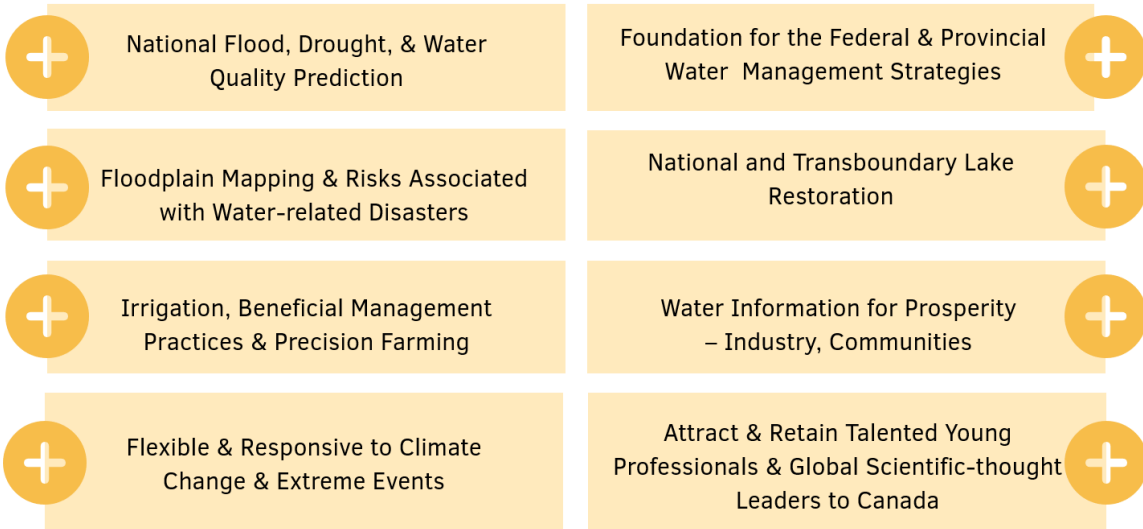 National Flood, Drought, & Water
Quality Prediction
Foundation for the Federal & Provincial
Water Management Strategies
Floodplain Mapping & Risks Associated
with Water-related Disasters
National and Transboundary Lake
Restoration
Irrigation, Beneficial Management
Practices & Precision Farming
Water Information for Prosperity
– Industry, Communities
Flexible & Responsive to Climate
Change & Extreme Events
Attract & Retain Talented Young
Professionals & Global Scientific-thought
Leaders to Canada